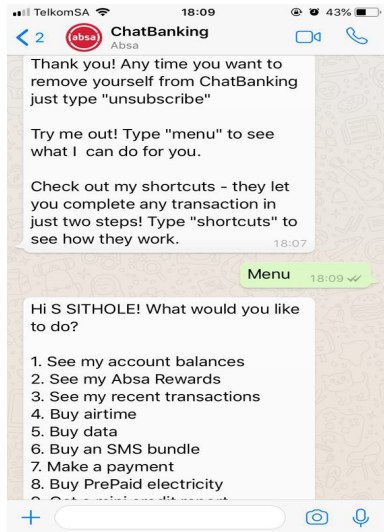 TelkomSA 18:09 43%
2 absa ChatBanking
Absa
Thank you! Any time you want to
remove yourself from ChatBanking
just type "unsubscribe"
Try me out! Type "menu" to see
what I can do for you.
Check out my shortcuts - they let
you complete any transaction in
just two steps! Type "shortcuts" to
see how they work. 18:07
Menu 18:09
Hi S SITHOLE! What would you like
to do?
1. See my account balances
2. See my Absa Rewards
3. See my recent transactions
4. Buy airtime
5. Buy data
6. Buy an SMS bundle
7. Make a payment
8. Buy PrePaid electricity
9. Get a mini credit report